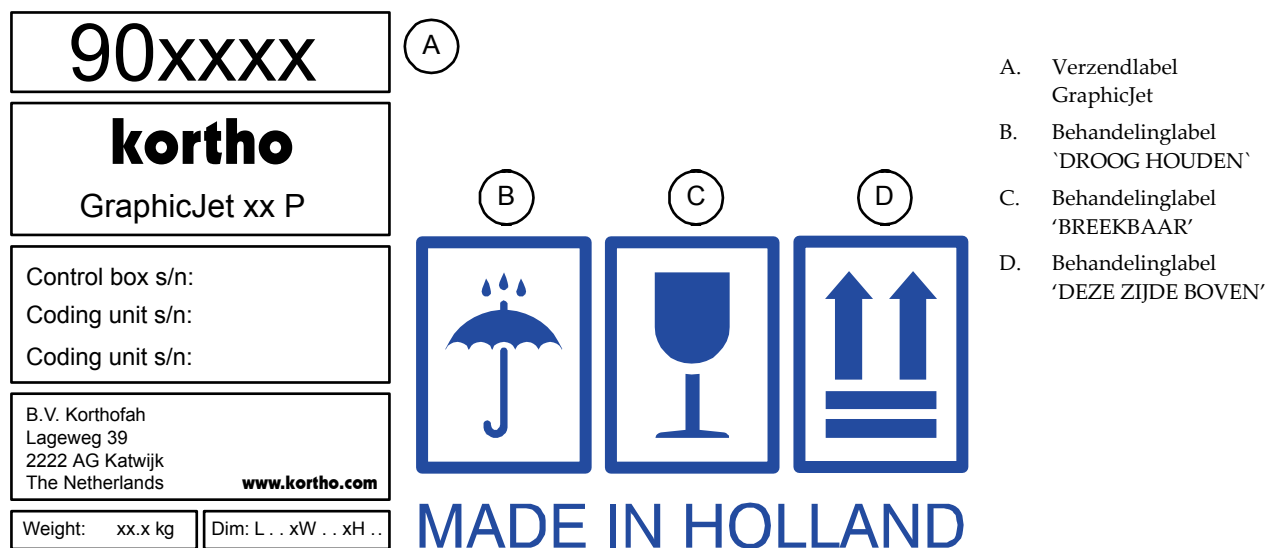 90xxxx
A
kortho
GraphicJet xx P
Control box s/n:
Coding unit s/n:
Coding unit s/n:
B.V. Korthofah
Lageweg 39
2222 AG Katwijk
The Netherlands www.kortho.com
Weight: xx.x kg
Dim: L . . xW . . xH . .
B
C
D
MADE IN HOLLAND
A. Verzendlabel
GraphicJet
B. Behandelinglabel
`DROOG HOUDEN`
C. Behandelinglabel
‘BREEKBAAR’
D. Behandelinglabel
‘DEZE ZIJDE BOVEN’